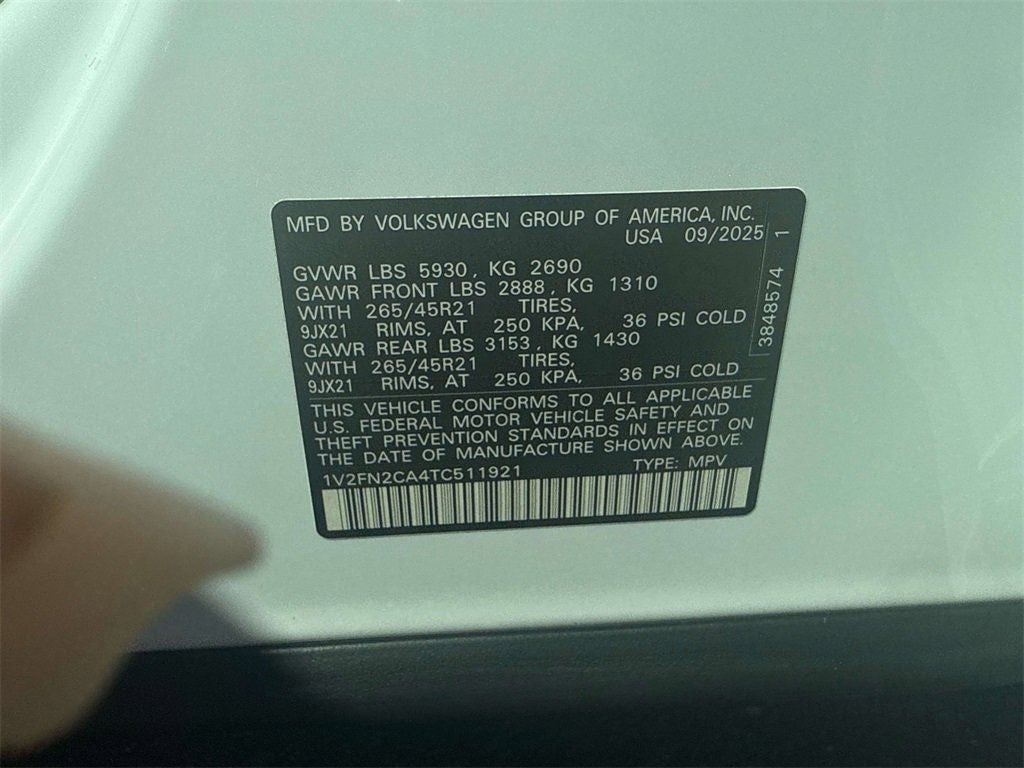 MFD BY VOLKSWAGEN GROUP OF AMERICA, INC.
USA 09/2025
GVWR LBS 5930, KG 2690
GAWR FRONT LBS 2888, KG 1310
WITH 265/45R21 TIRES,
9JX21 RIMS, AT 250 KPA, 36 PSI COLD
GAWR REAR LBS 3153, KG 1430
WITH 265/45R21 TIRES,
9JX21 RIMS, AT 250 KPA, 36 PSI COLD
THIS VEHICLE CONFORMS TO ALL APPLICABLE
U.S. FEDERAL MOTOR VEHICLE SAFETY AND
THEFT PREVENTION STANDARDS IN EFFECT ON
THE DATE OF MANUFACTURE SHOWN ABOVE.
1V2FN2CA4TC511921 TYPE: MPV
3848574 1